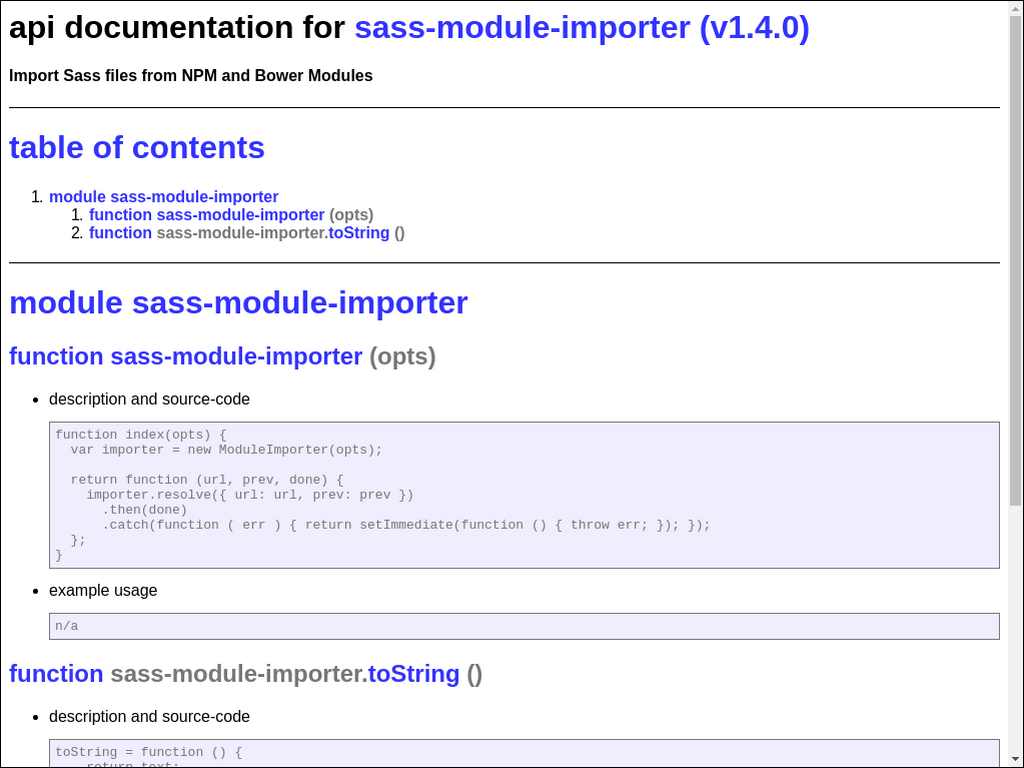 api documentation for sass-module-importer (v1.4.0)
Import Sass files from NPM and Bower Modules
table of contents
1. module sass-module-importer
1. function sass-module-importer (opts)
2. function sass-module-importer.toString ()
module sass-module-importer
function sass-module-importer (opts)
• description and source-code
function index(opts) {
  var importer = new ModuleImporter(opts);
  return function (url, prev, done) {
    importer.resolve({ url: url, prev: prev })
      .then(done)
      .catch(function ( err ) { return setImmediate(function () { throw err; }); });
  };
}
• example usage
n/a
function sass-module-importer.toString ()
• description and source-code
toString = function () {
    return text;